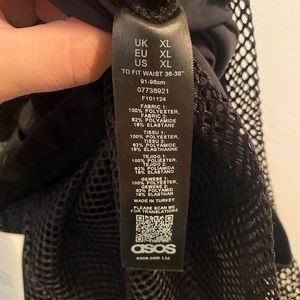 UK XL
EU XL
US XL
TO FIT WAIST 36-38"
91-96cm
07736921
F101124
FABRIC 1:
100% POLYESTER,
FABRIC 2:
82% POLYAMIDE
18% ELASTANE
TISSU 1:
100% POLYESTER,
TISSU 2:
82% POLYAMIDE
18% ELASTHANNE
TEJIDO 1:
100% POLIÉSTER,
TEJIDO 2:
82% POLIAMIDA
18% ELASTANO
GEWEBE 1:
100% POLYESTER,
GEWEBE 2:
82% POLYAMID
18% ELASTAN
MADE IN TURKEY
PLEASE SCAN ME
FOR TRANSLATIONS
asos
asos.com Ltd